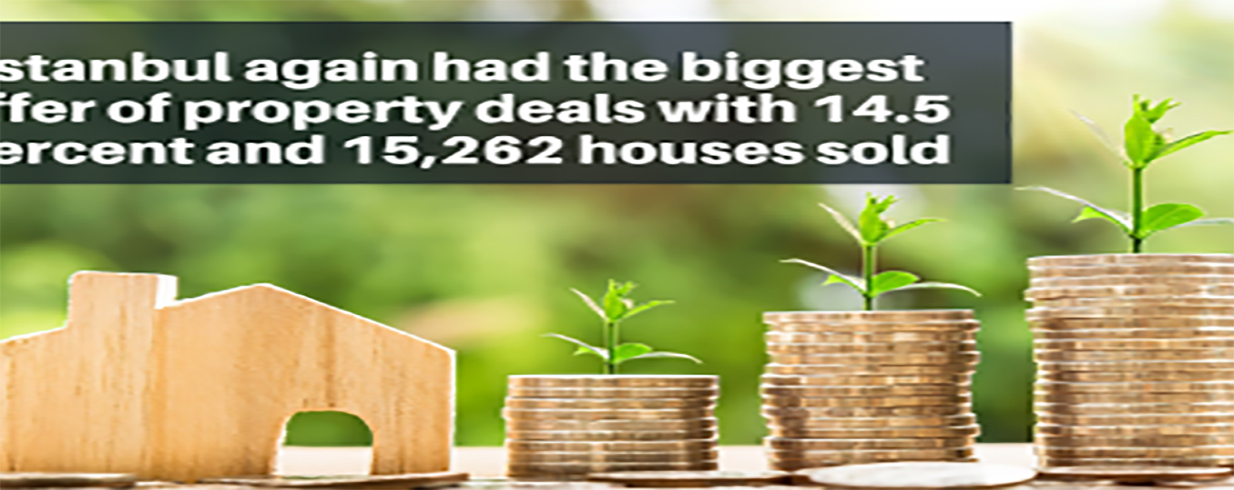 stanbul again had the biggest
ffer of property deals with 14.5
ercent and 15,262 houses sold